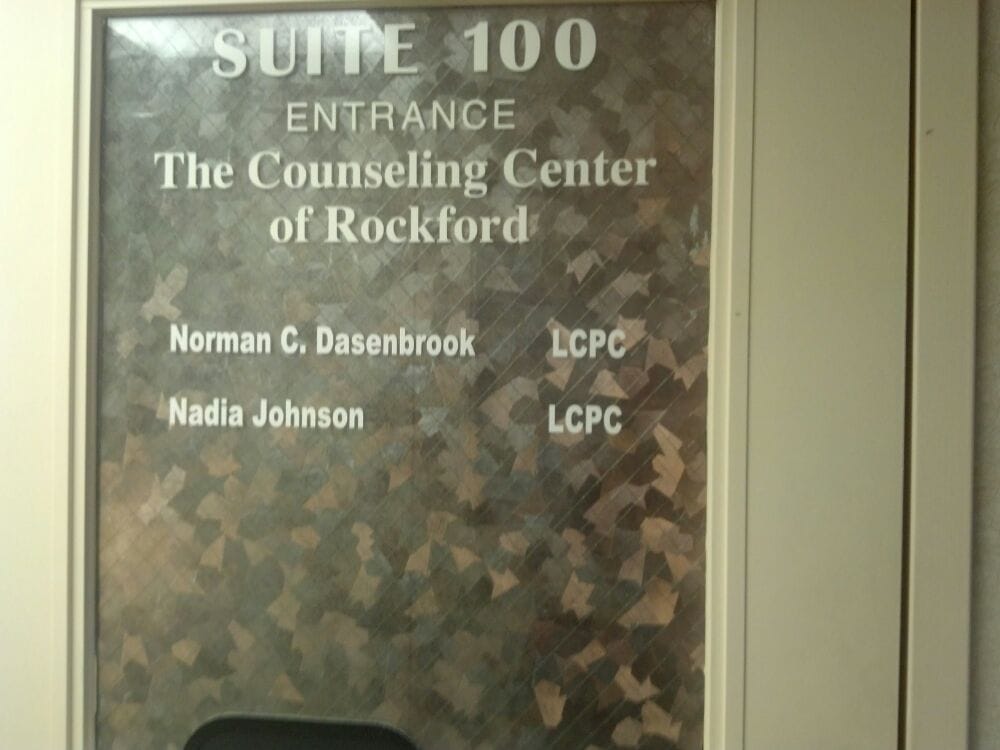 SUITE 100
ENTRANCE
The Counseling Center
of Rockford
Norman C. Dasenbrook LCPC
Nadia Johnson LCPC